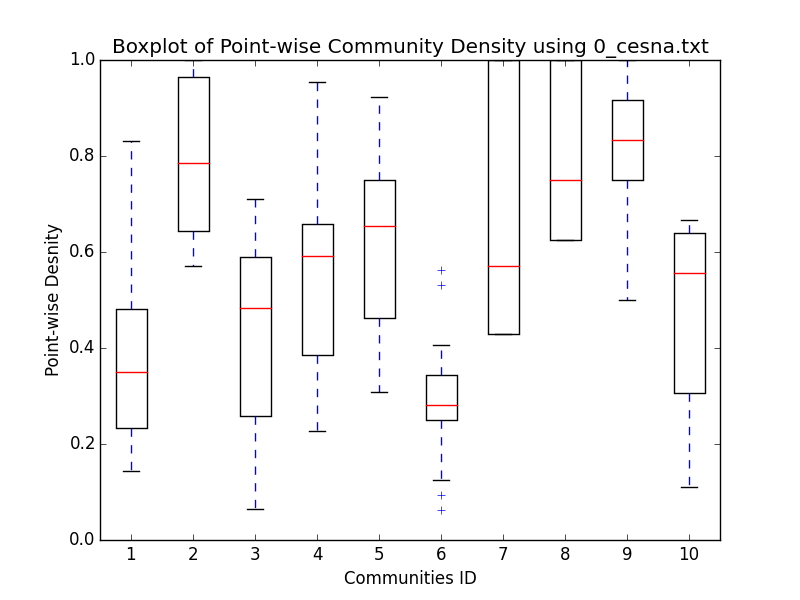 Boxplot of Point-wise Community Density using 0_cesna.txt
1.0
0.8
0.6
0.4
0.2
0.0
Point-wise Desnity
1 2 3 4 5 6 7 8 9 10
Communities ID